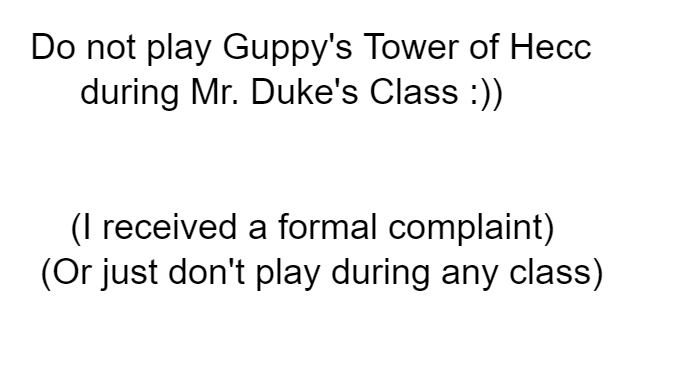 Do not play Guppy's Tower of Hecc
during Mr. Duke's Class :))
(I received a formal complaint)
(Or just don't play during any class)